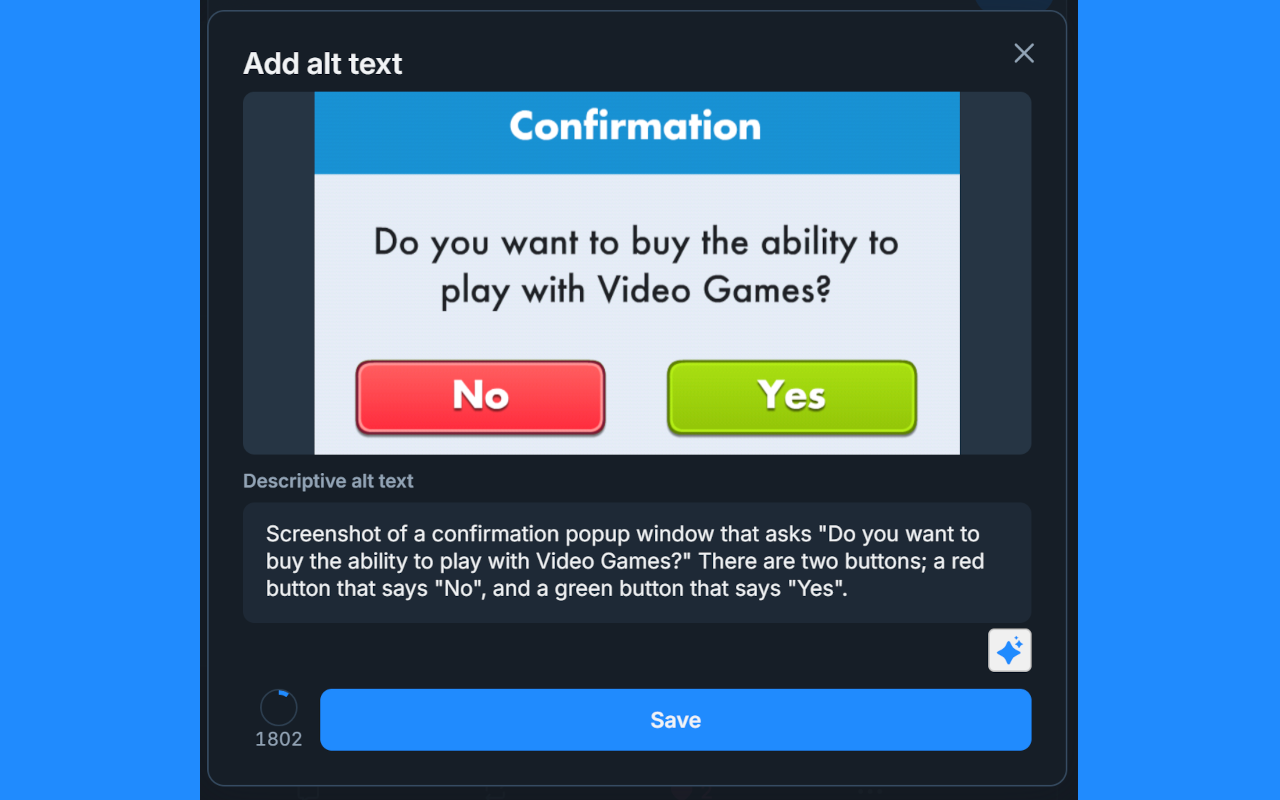 Add alt text
Confirmation
Do you want to buy the ability to
play with Video Games?
No
Yes
Descriptive alt text
Screenshot of a confirmation popup window that asks "Do you want to
buy the ability to play with Video Games?" There are two buttons; a red
button that says "No", and a green button that says "Yes".
1802
Save